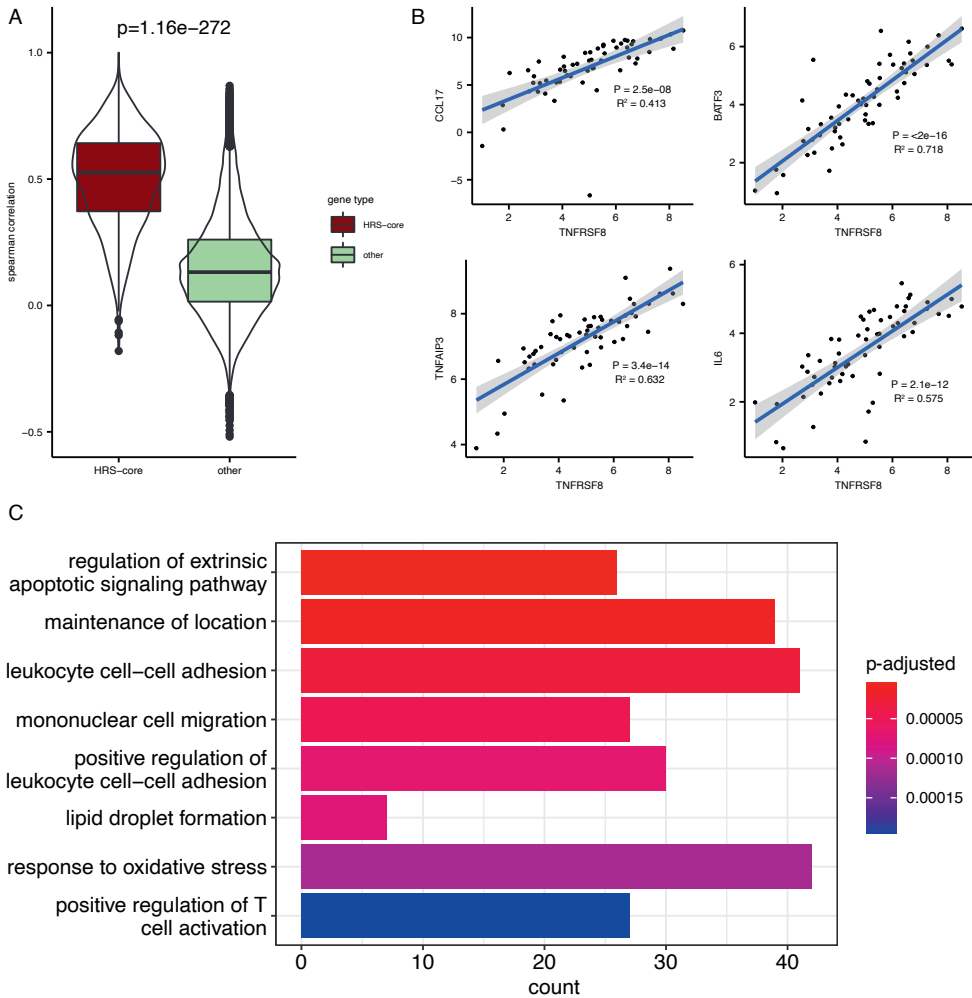 A
p=1.16e−272
spearman correlation
1.0
0.5
0.0
−0.5
HRS−core
other
gene type
HRS−core
other
B
CCL17
10
5
0
−5
P = 2.5e−08
R² = 0.413
2
4
6
8
TNFRSF8
BATF3
6
4
2
P = <2e−16
R² = 0.718
2
4
6
8
TNFRSF8
TNFAIP3
8
6
4
P = 3.4e−14
R² = 0.632
2
4
6
8
TNFRSF8
IL6
6
4
2
P = 2.1e−12
R² = 0.575
2
4
6
8
TNFRSF8
C
regulation of extrinsic
apoptotic signaling pathway
maintenance of location
leukocyte cell−cell adhesion
mononuclear cell migration
positive regulation of
leukocyte cell−cell adhesion
lipid droplet formation
response to oxidative stress
positive regulation of T
cell activation
0
10
20
30
40
count
p−adjusted
0.00005
0.00010
0.00015